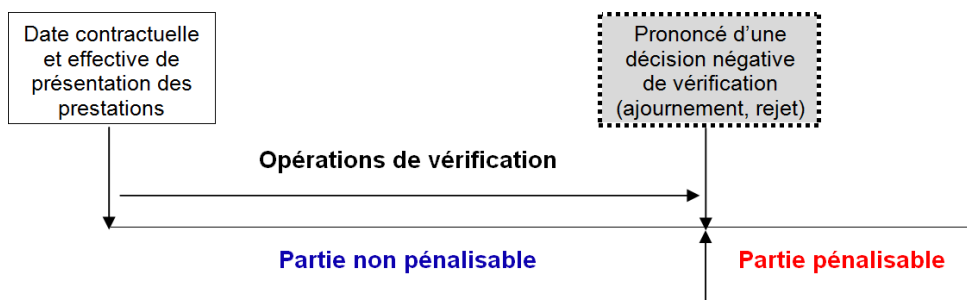 Date contractuelle
et effective de
présentation des
prestations
Prononcé d’une
décision négative
de vérification
(ajournement, rejet)
Opérations de vérification
Partie non pénalisable
Partie pénalisable